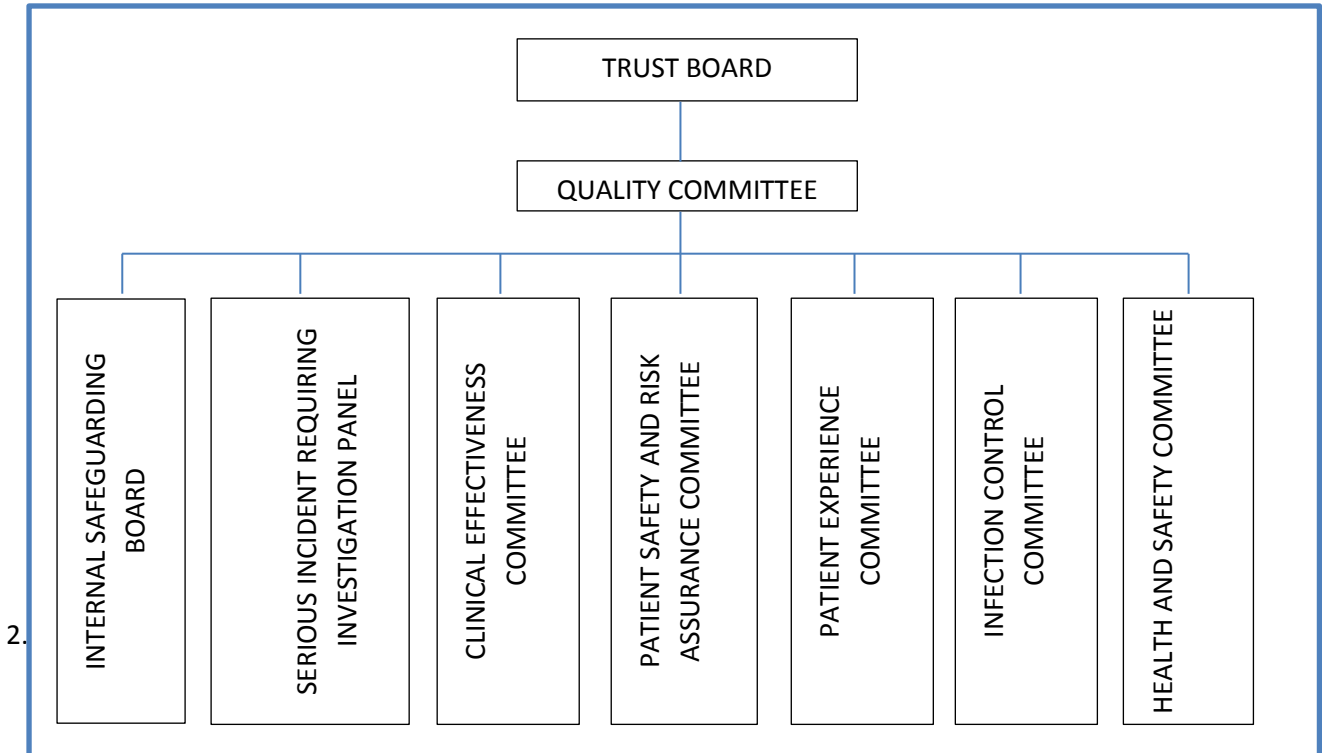 TRUST BOARD
QUALITY COMMITTEE
INTERNAL SAFEGUARDING
BOARD
SERIOUS INCIDENT REQUIRING
INVESTIGATION PANEL
CLINICAL EFFECTIVENESS
COMMITTEE
PATIENT SAFETY AND RISK
ASSURANCE COMMITTEE
PATIENT EXPERIENCE
COMMITTEE
INFECTION CONTROL
COMMITTEE
HEALTH AND SAFETY COMMITTEE
2.